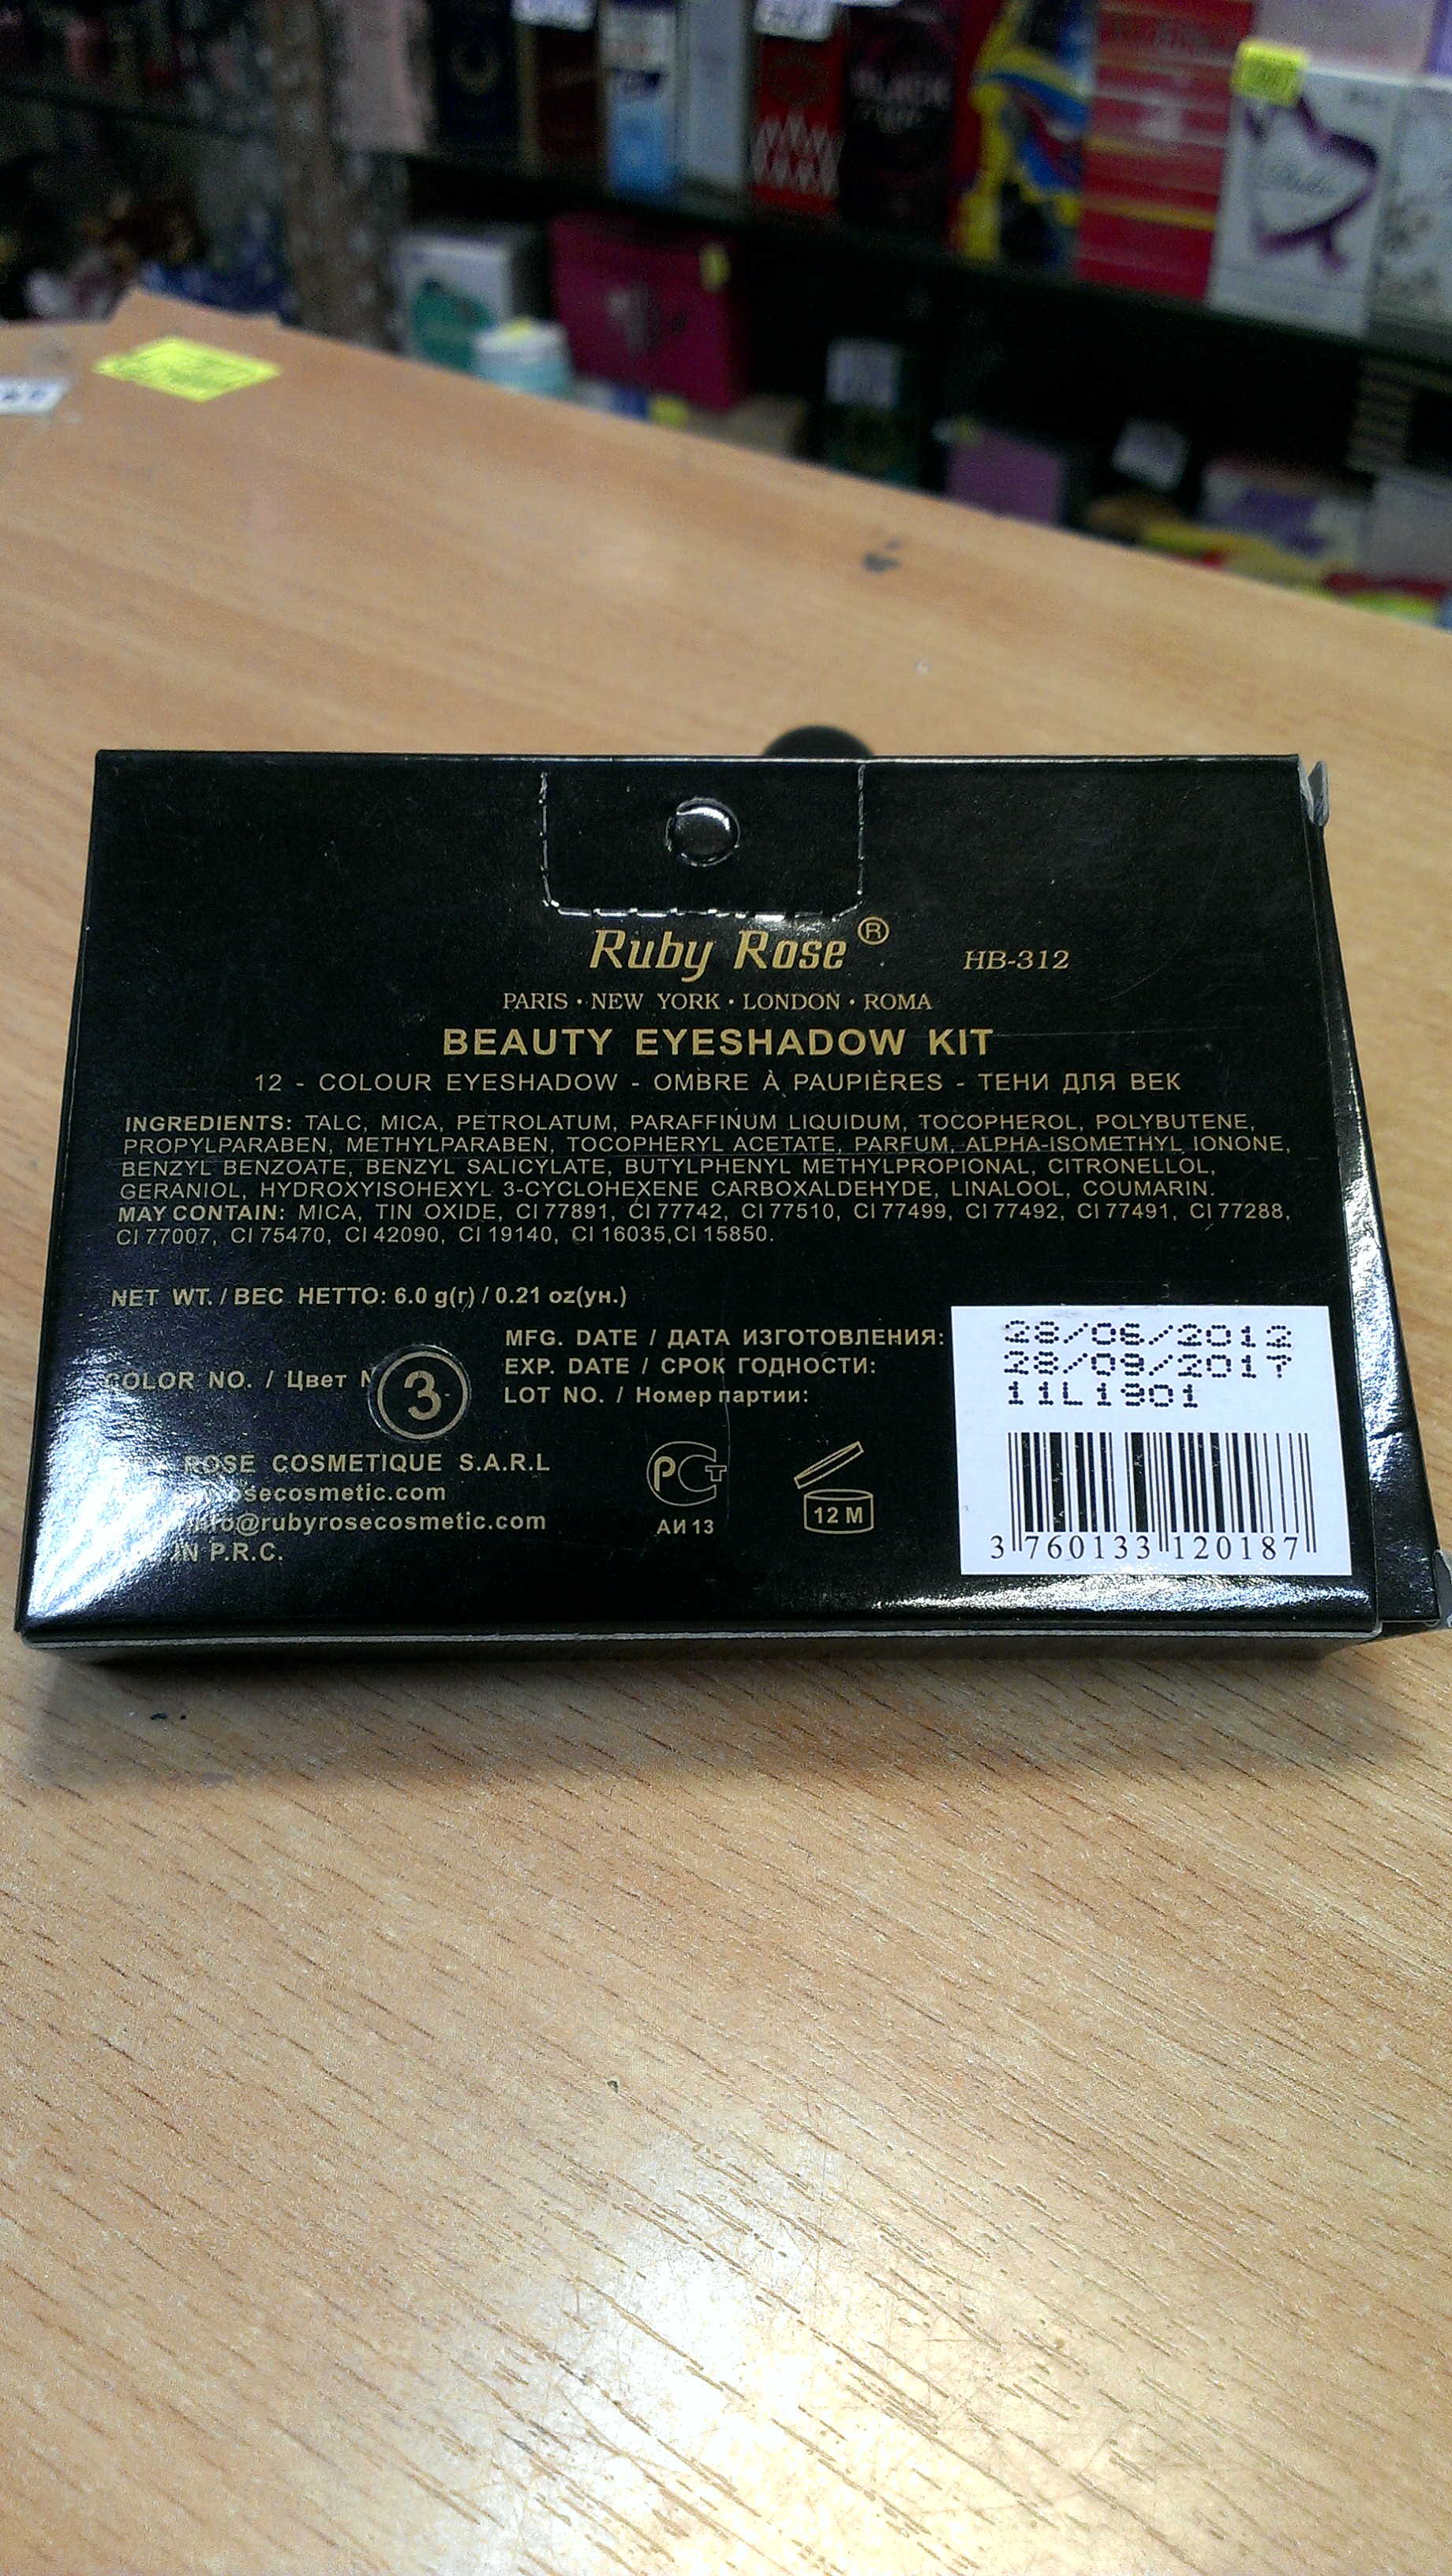 Ruby Rose ®
HB-312
PARIS · NEW YORK · LONDON · ROMA
BEAUTY EYESHADOW KIT
12 - COLOUR EYESHADOW - OMBRE À PAUPIÈRES - ТЕНИ ДЛЯ ВЕК
INGREDIENTS: TALC, MICA, PETROLATUM, PARAFFINUM LIQUIDUM, TOCOPHEROL, POLYBUTENE,
PROPYLPARABEN, METHYLPARABEN, TOCOPHERYL ACETATE, PARFUM, ALPHA-ISOMETHYL IONONE,
BENZYL BENZOATE, BENZYL SALICYLATE, BUTYLPHENYL METHYLPROPIONAL, CITRONELLOL,
GERANIOL, HYDROXYISOHEXYL 3-CYCLOHEXENE CARBOXALDEHYDE, LINALOOL, COUMARIN.
MAY CONTAIN: MICA, TIN OXIDE, CI 77891, CI 77742, CI 77510, CI 77499, CI 77492, CI 77491, CI 77288,
CI 77007, CI 75470, CI 42090, CI 19140, CI 16035,CI 15850.
NET WT. / ВЕС НЕТТО: 6.0 g(г) / 0.21 oz(ун.)
COLOR NO. / Цвет
3
MFG. DATE / ДАТА ИЗГОТОВЛЕНИЯ:
EXP. DATE / СРОК ГОДНОСТИ:
LOT NO. / Номер партии:
28/09/2017
11L1901
ROSE COSMETIQUE S.A.R.L
osecosmetic.com
info@rubyrosecosmetic.com
IN P.R.C.
РСТ
АИ 13
12 M
3 760133 120187
BLACK